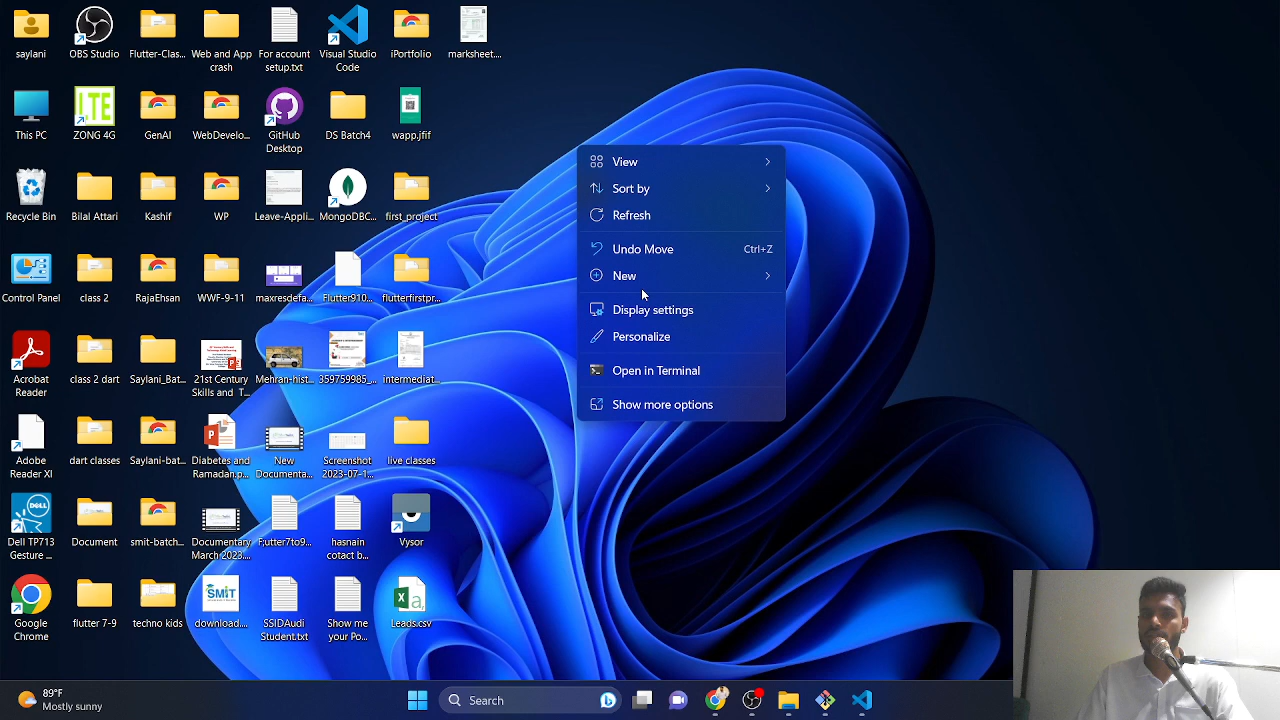 saylni
OBS Studio
Flutter-Clas...
Web and App
crash
For account
setup.txt
Visual Studio
Code
iPortfolio
marksheet...
This PC
ZONG 4G
GenAI
WebDevelo...
GitHub
Desktop
DS Batch4
wapp.jfif
Recycle Bin
Bilal Attari
Kashif
WP
Leave-Appli...
MongoDBC...
first_project
Control Panel
class 2
RajaEhsan
WWF-9-11
maxresdefa...
Flutter910...
flutterfirstpr...
Acrobat
Reader
class 2 dart
Saylani_Bat...
21st Century
Skills and T...
Mehran-hist...
359759985_...
intermediat...
Adobe
Reader XI
dart classes
Saylni-bat...
Diabetes and
Ramadan.p...
New
Documenta...
Screenshot
2023-07-1...
live classes
Dell TP713
Gesture ...
Document
smit-batch...
Documentary
March 2023...
Flutter7to9...
hasnain
cotact b...
Vysor
Google
Chrome
flutter 7-9
techno kids
download....
SSIDAudi
Student.txt
Show me
your Po...
Leads.csv
View
Sort by
Refresh
Undo Move Ctrl+Z
New
Display settings
Personalize
Open in Terminal
Show more options
89°F
Mostly sunny
Search